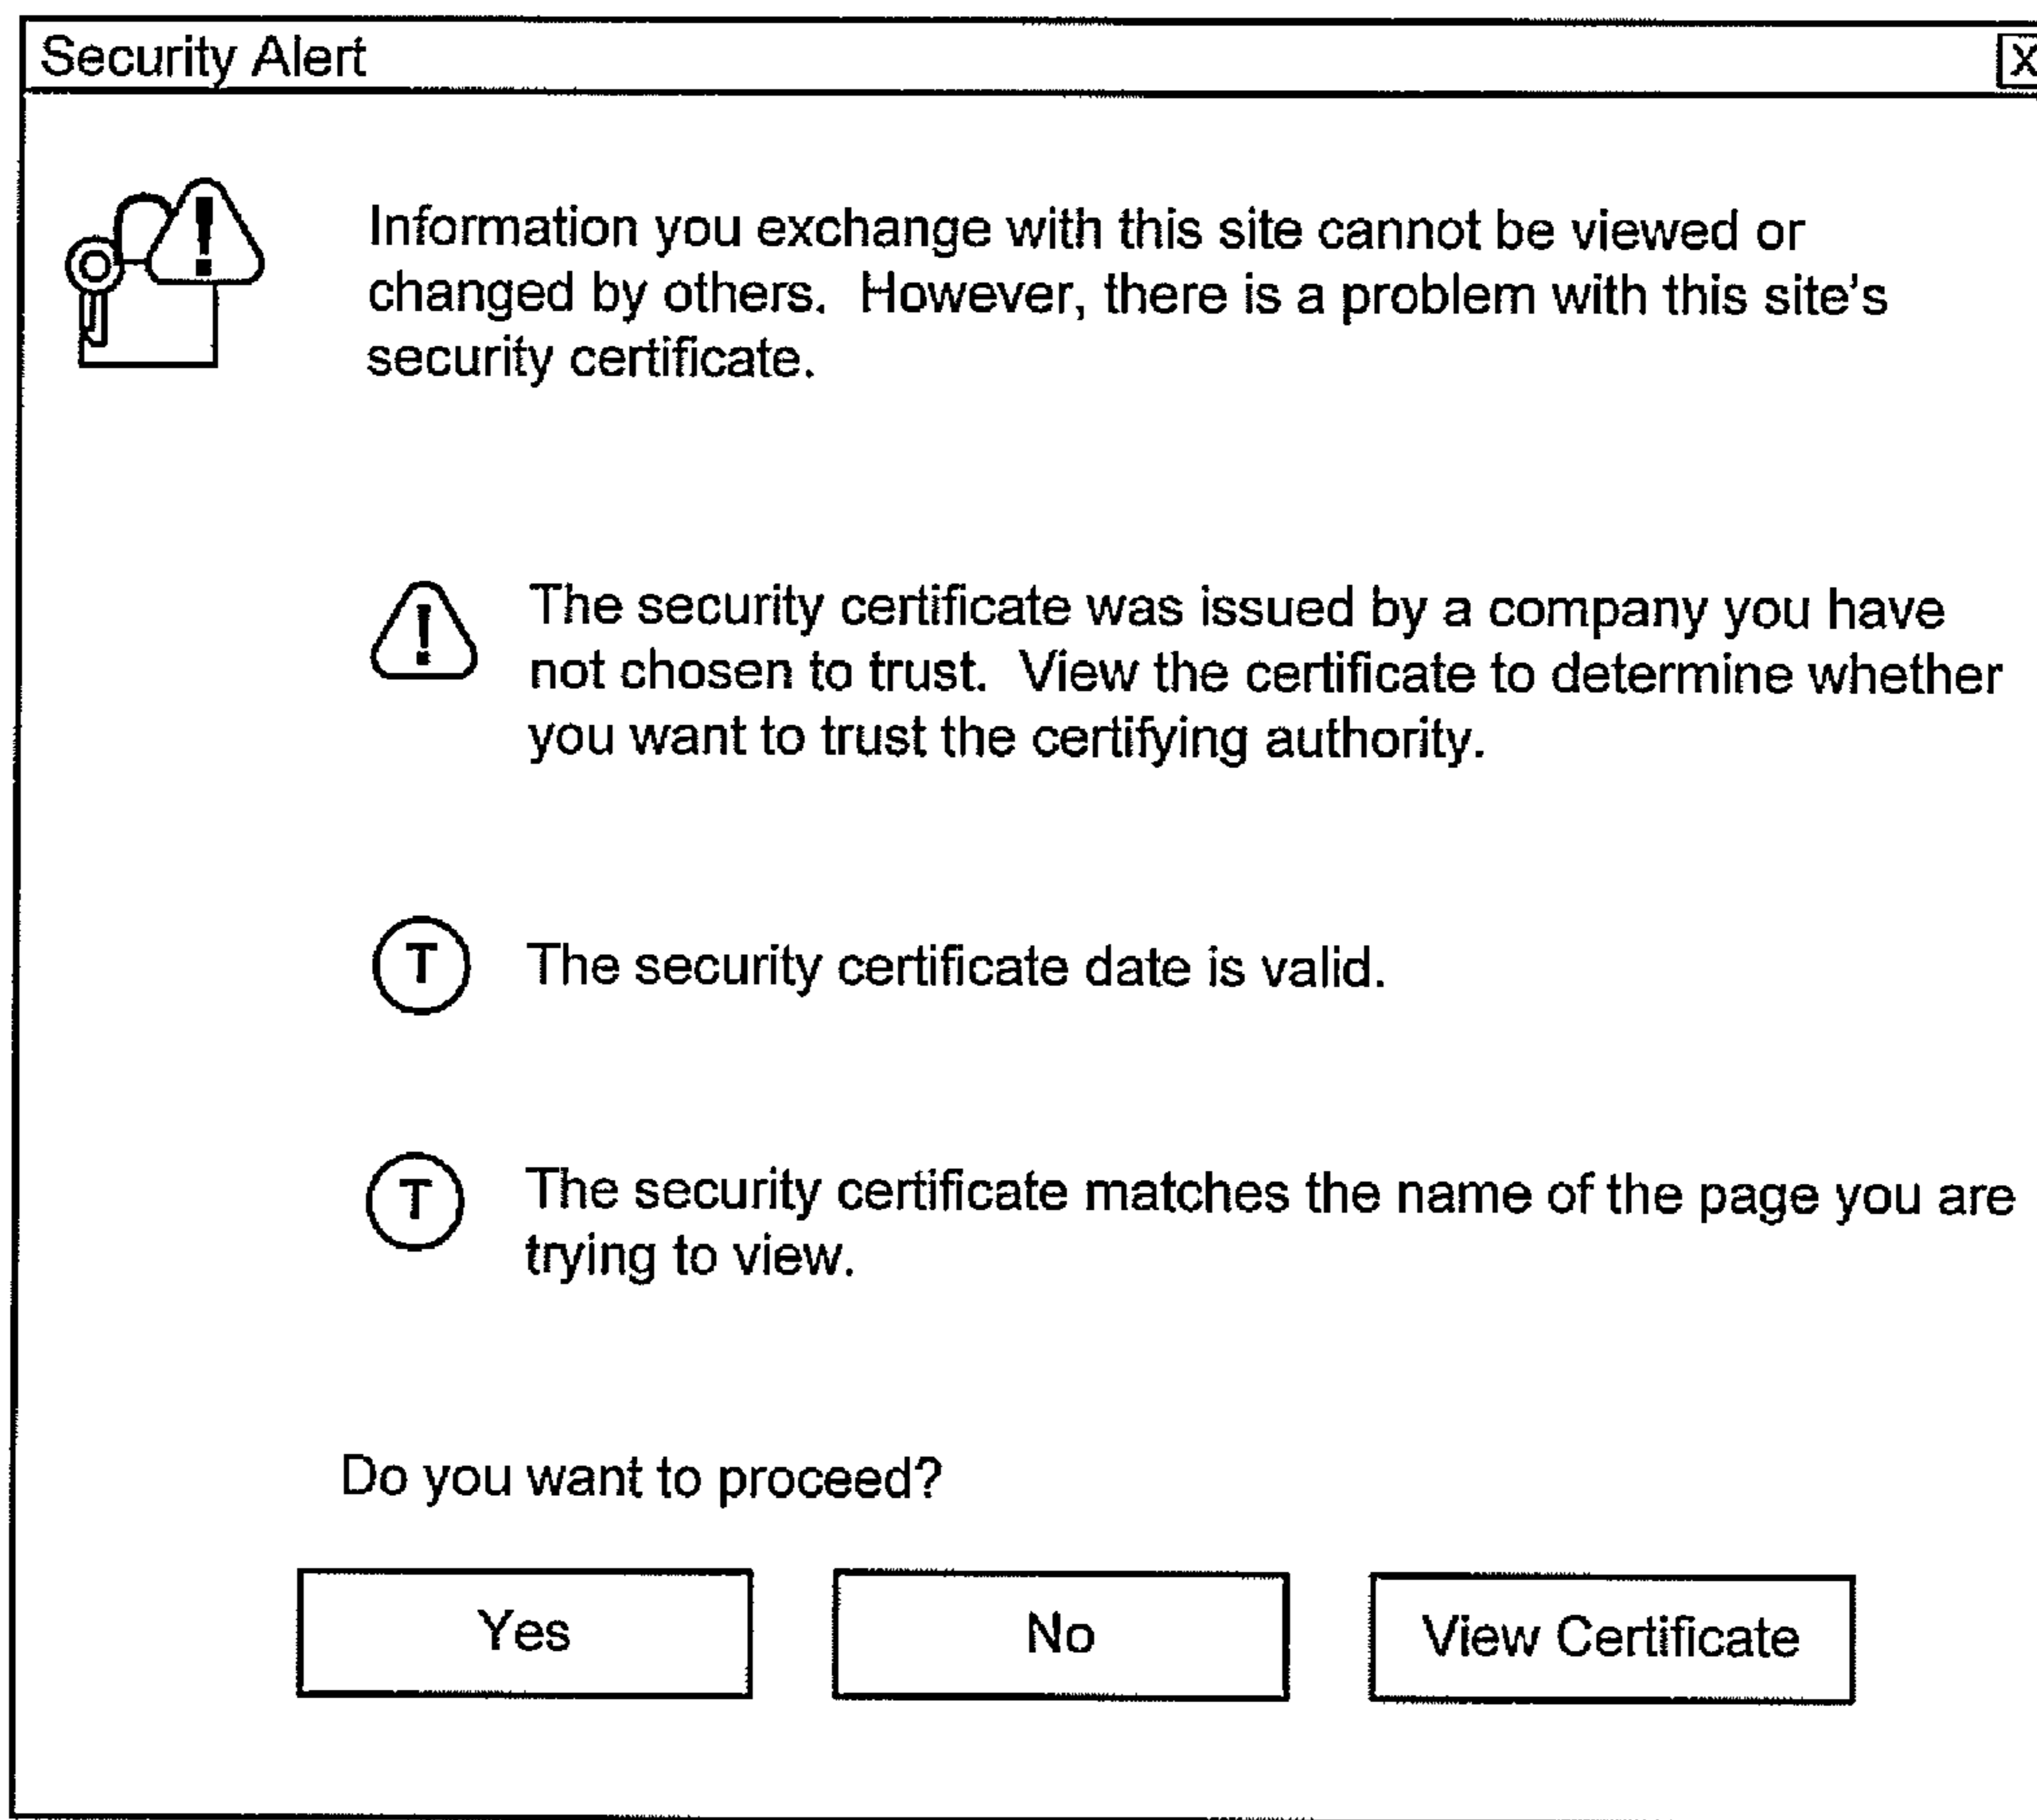 Security Alert X
Information you exchange with this site cannot be viewed or
changed by others.  However, there is a problem with this site's
security certificate.
! The security certificate was issued by a company you have
not chosen to trust.  View the certificate to determine whether
you want to trust the certifying authority.
T The security certificate date is valid.
T The security certificate matches the name of the page you are
trying to view.
Do you want to proceed?
Yes No View Certificate